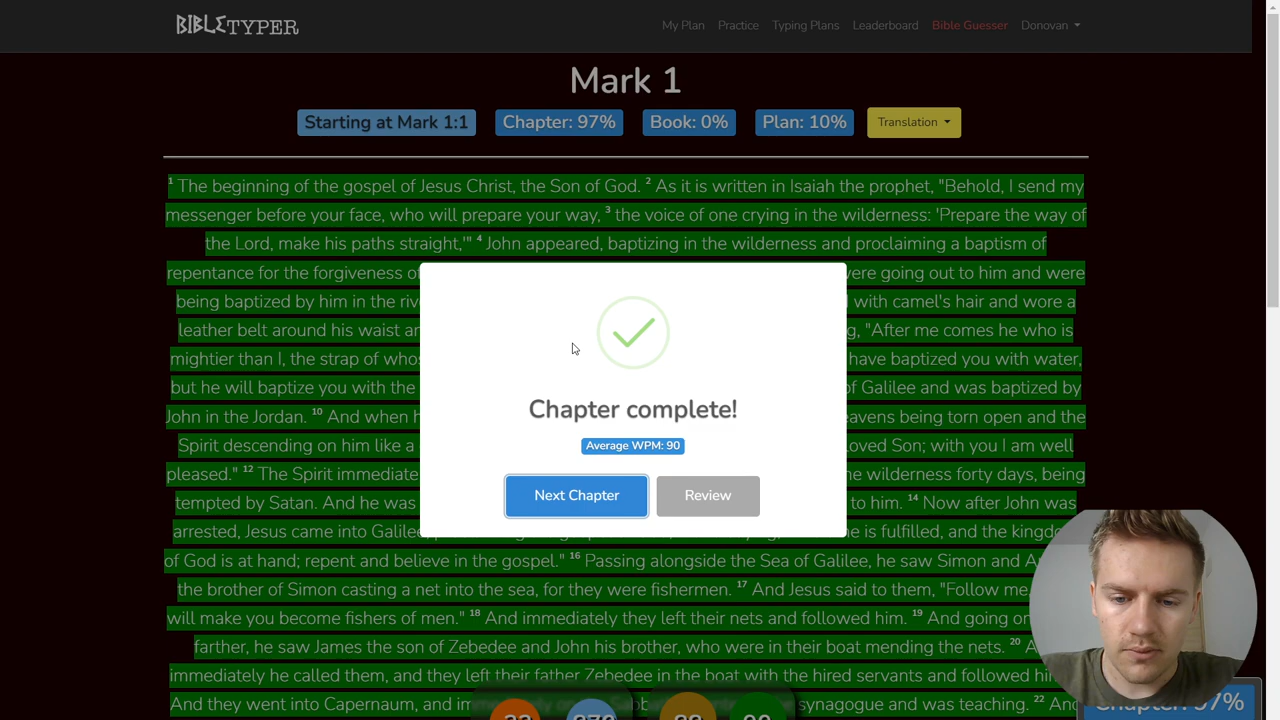 BIBLETYPER
My Plan Practice Typing Plans Leaderboard Bible Guesser Donovan
Mark 1
Starting at Mark 1:1 Chapter: 97% Book: 0% Plan: 10% Translation
1 The beginning of the gospel of Jesus Christ, the Son of God. 2 As it is written in Isaiah the prophet, "Behold, I send my
messenger before your face, who will prepare your way, 3 the voice of one crying in the wilderness: 'Prepare the way of
the Lord, make his paths straight,'" 4 John appeared, baptizing in the wilderness and proclaiming a baptism of
repentance for the forgiveness of were going out to him and were
being baptized by him in the with camel's hair and wore a
leather belt around his waist "After me comes he who is
mightier than I, the strap of have baptized you with water,
but he will baptize you with the of Galilee and was baptized by
John in the Jordan. 10 And when being torn open and the
Spirit descending on him like a Son; with you I am well
pleased." 12 The Spirit wilderness forty days, being
tempted by Satan. And he was to him. 14 Now after John was
arrested, Jesus came into is fulfilled, and the
of God is at hand; repent and believe in the gospel." 16 Passing alongside the Sea of Galilee, he saw Simon and
the brother of Simon casting a net into the sea, for they were fishermen. 17 And Jesus said to them, "Follow me,
will make you become fishers of men." 18 And immediately they left their nets and followed him. 19 And going on
farther, he saw James the son of Zebedee and John his brother, who were in their boat mending the nets. 20
immediately he called them, and they left their father Zebedee in the boat with the hired servants and followed
And they went into Capernaum, and synagogue and was teaching. 22 And
Chapter complete!
Average WPM: 90
Next Chapter Review
Chapter: 97%